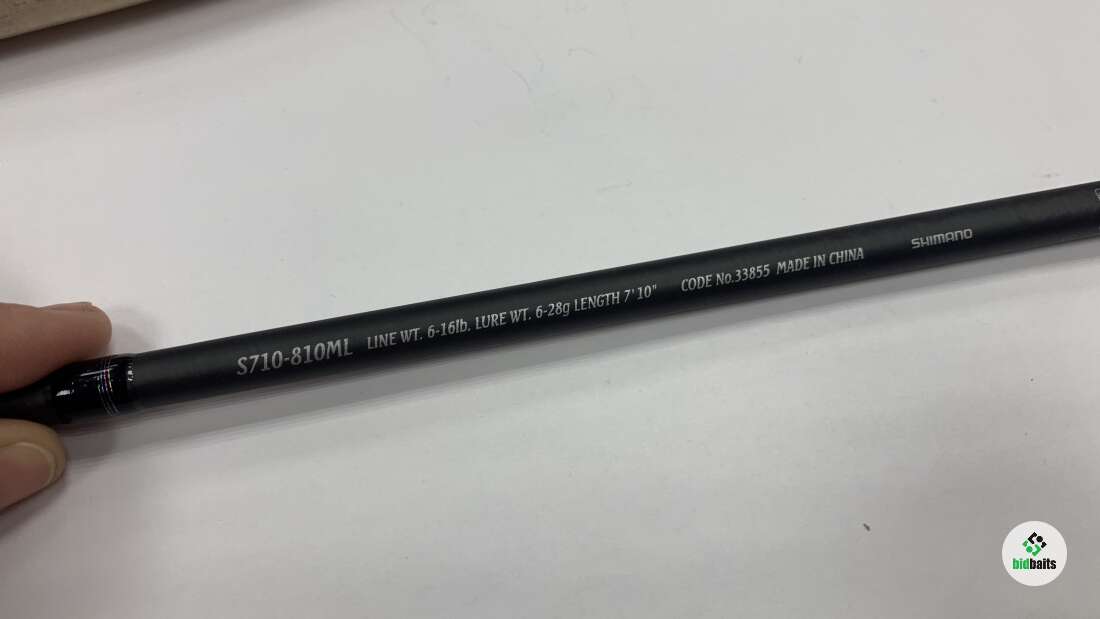 S710-810ML LINE WT. 6-16lb. LURE WT. 6-28g LENGTH 7'10" CODE No.33855 MADE IN CHINA SHIMANO
bidbaits